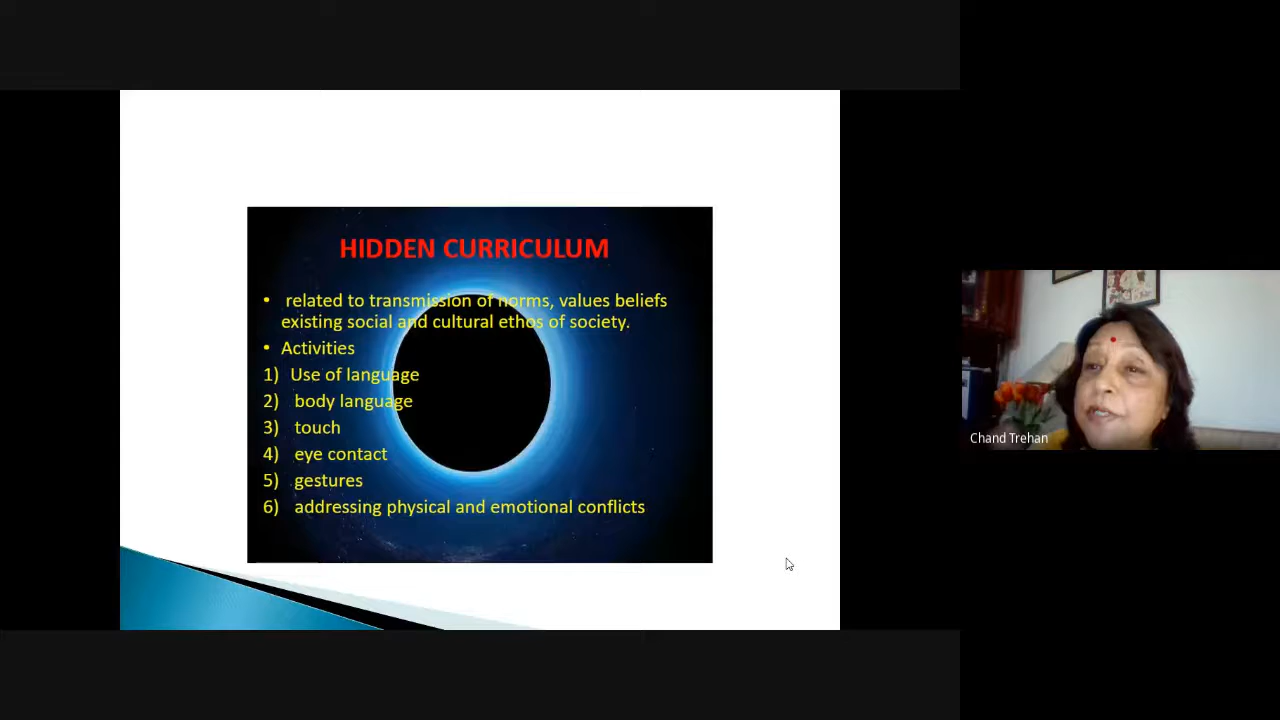 HIDDEN CURRICULUM
• related to transmission of norms, values beliefs
existing social and cultural ethos of society.
• Activities
1) Use of language
2) body language
3) touch
4) eye contact
5) gestures
6) addressing physical and emotional conflicts
Chand Trehan